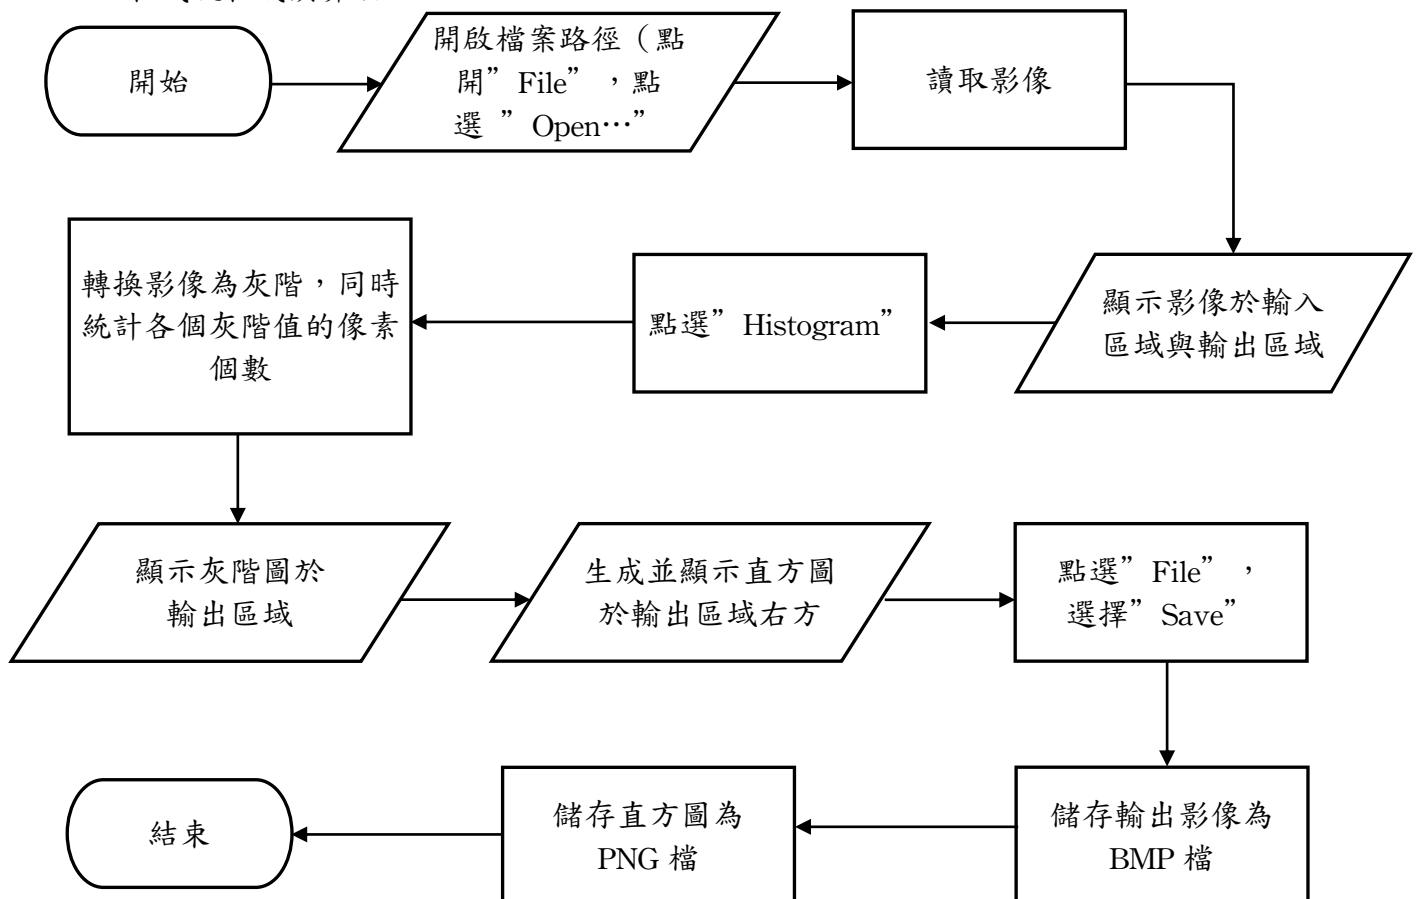 開始
開啟檔案路徑（點
開”File”，點
選 ”Open…”
讀取影像
顯示影像於輸入
區域與輸出區域
點選”Histogram”
轉換影像為灰階，同時
統計各個灰階值的像素
個數
顯示灰階圖於
輸出區域
生成並顯示直方圖
於輸出區域右方
點選”File”，
選擇”Save”
儲存輸出影像為
BMP 檔
儲存直方圖為
PNG 檔
結束